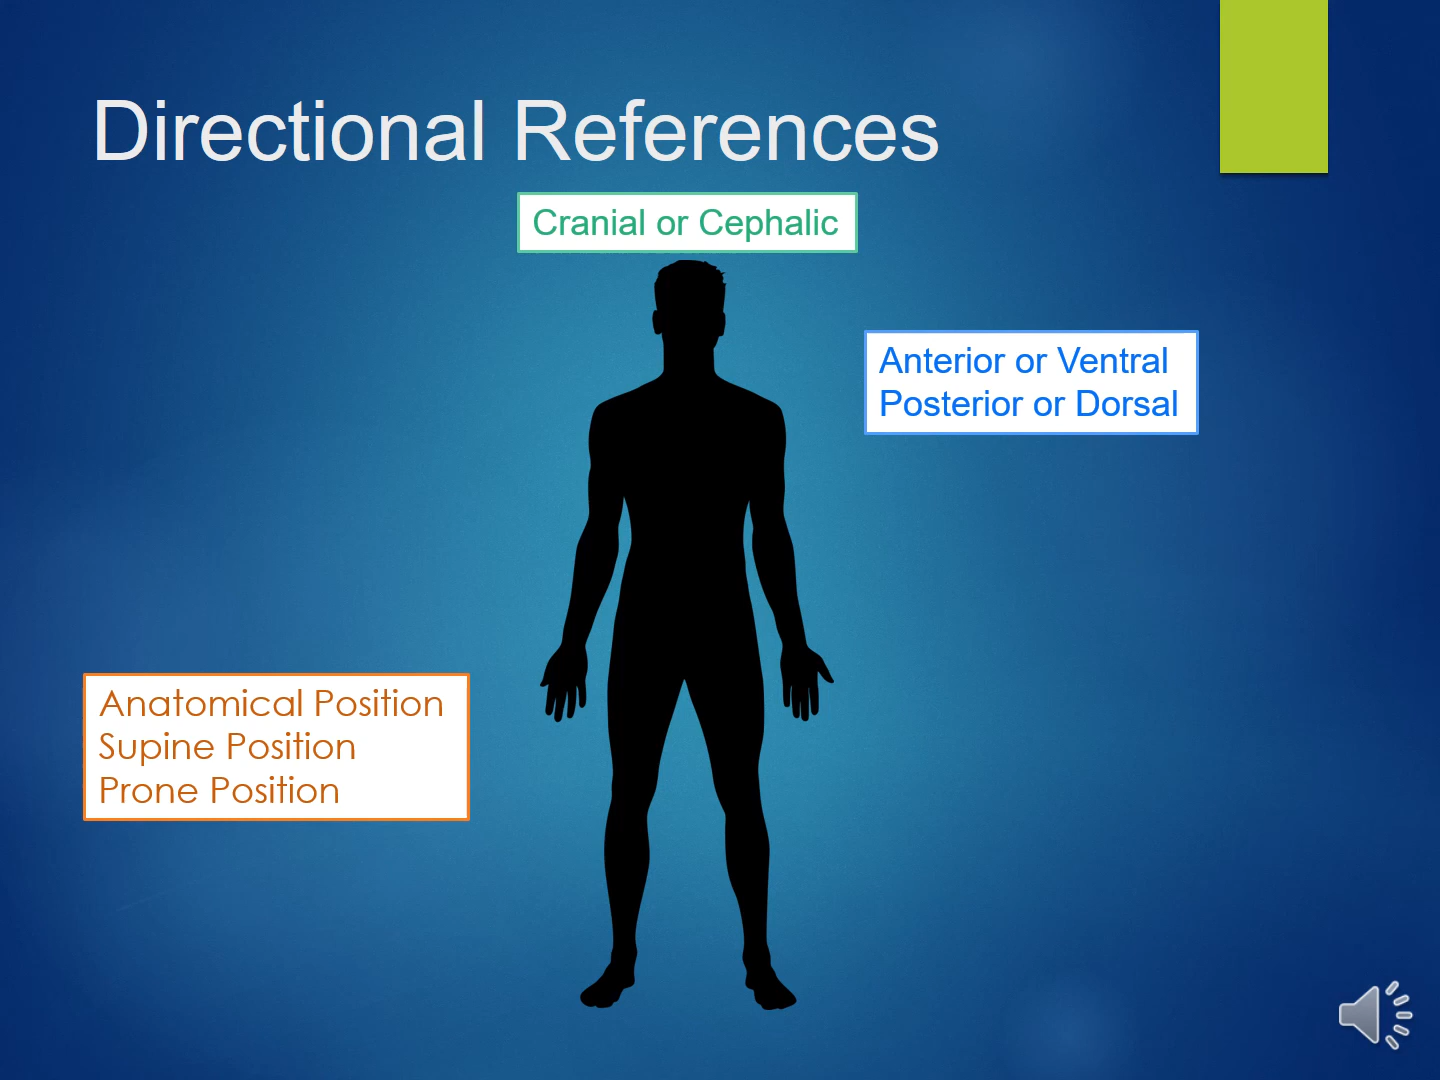 Directional References
Cranial or Cephalic
Anterior or Ventral
Posterior or Dorsal
Anatomical Position
Supine Position
Prone Position